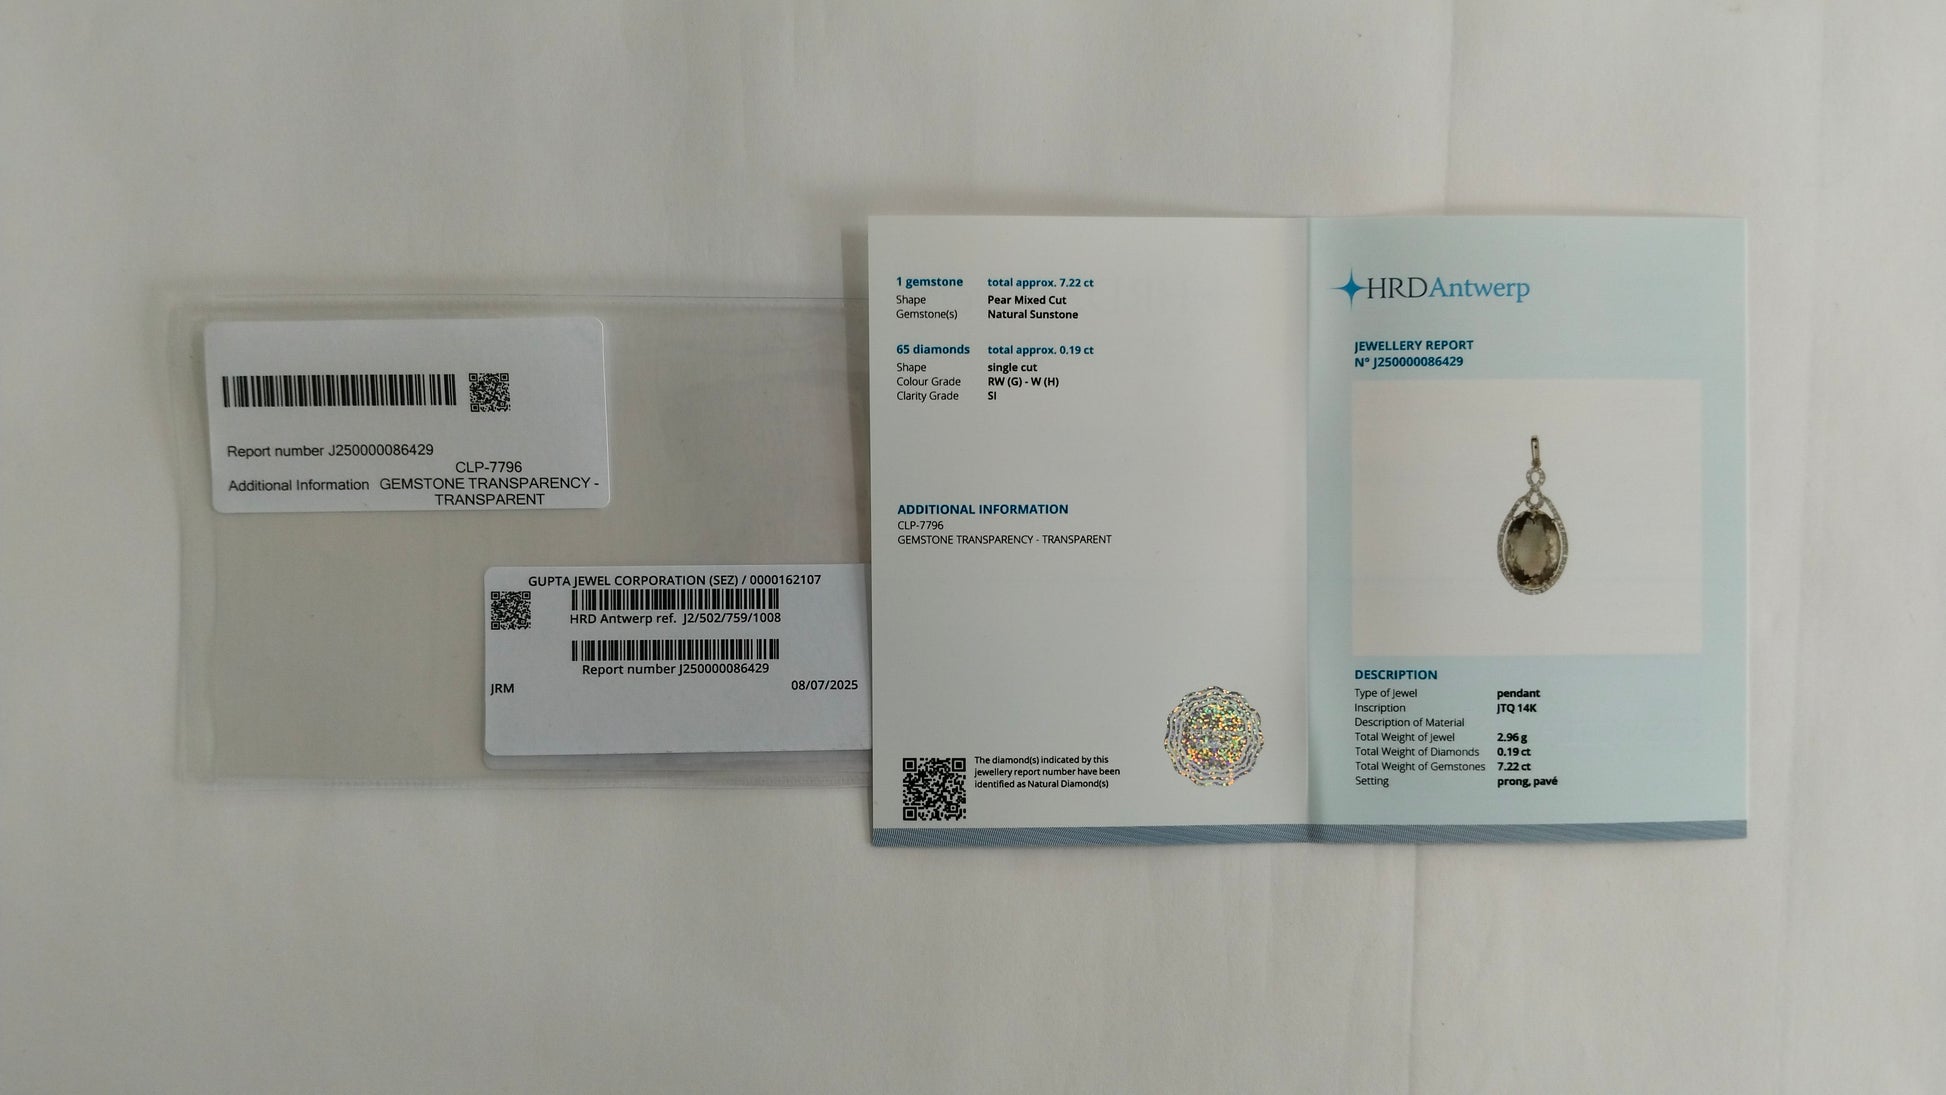 Report number J250000086429
CLP-7796
Additional Information GEMSTONE TRANSPARENCY -
TRANSPARENT
GUPTA JEWEL CORPORATION (SEZ) / 0000162107
HRD Antwerp ref. J2/502/759/1008
Report number J250000086429
JRM 08/07/2025
1 gemstone total approx. 7.22 ct
Shape Pear Mixed Cut
Gemstone(s) Natural Sunstone
65 diamonds total approx. 0.19 ct
Shape single cut
Colour Grade RW (G) - W (H)
Clarity Grade SI
ADDITIONAL INFORMATION
CLP-7796
GEMSTONE TRANSPARENCY - TRANSPARENT
The diamond(s) indicated by this
jewellery report number have been
identified as Natural Diamond(s)
HRDAntwerp
JEWELLERY REPORT
N° J250000086429
DESCRIPTION
Type of Jewel pendant
Inscription JTQ 14K
Description of Material
Total Weight of Jewel 2.96 g
Total Weight of Diamonds 0.19 ct
Total Weight of Gemstones 7.22 ct
Setting prong, pavé